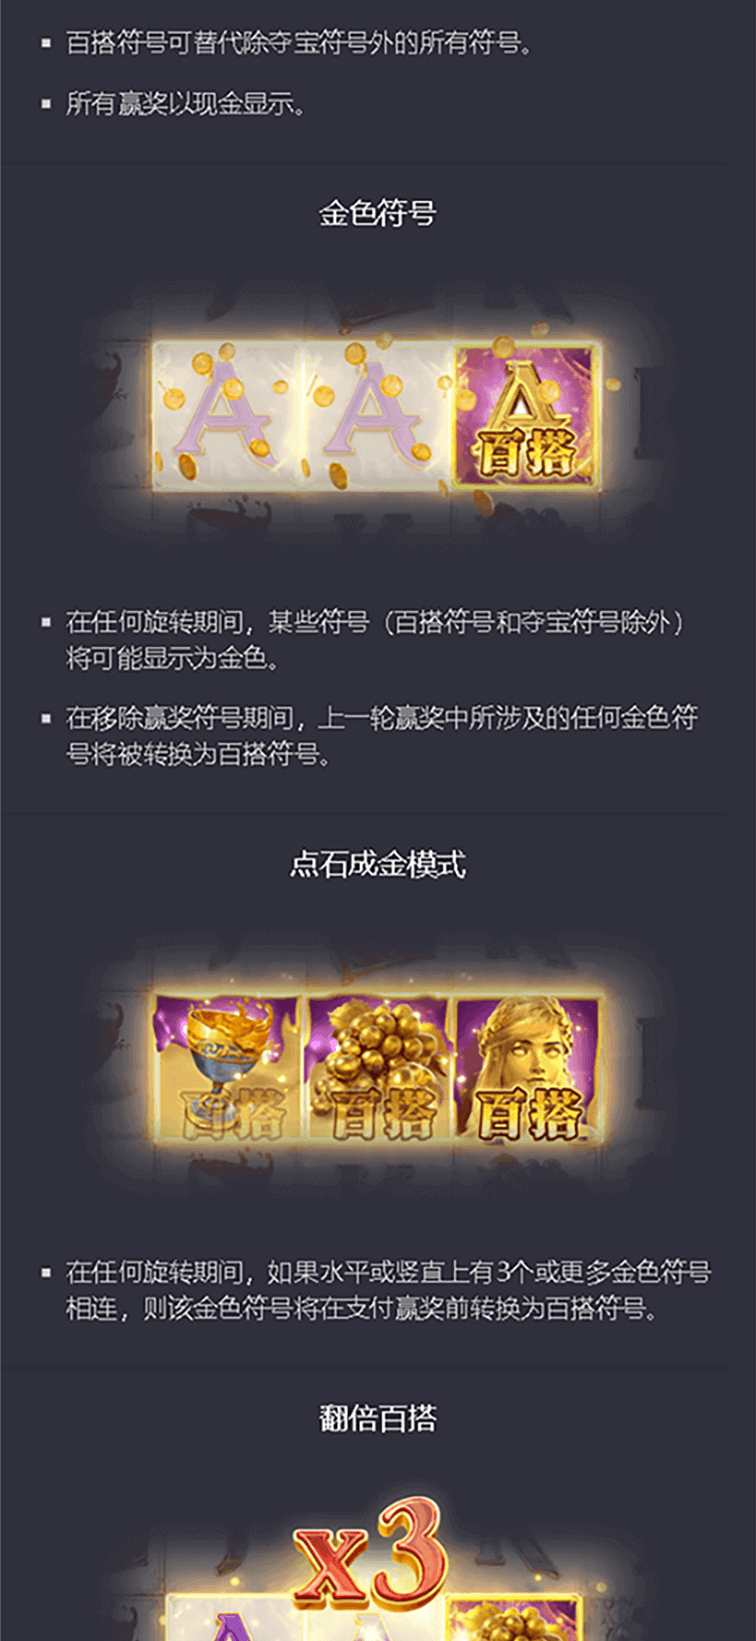 百搭符号可替代除夺宝符号外的所有符号。
所有赢奖以现金显示。
金色符号
A A A
百搭
在任何旋转期间，某些符号（百搭符号和夺宝符号除外）
将可能显示为金色。
在移除赢奖符号期间，上一轮赢奖中所涉及的任何金色符
号将被转换为百搭符号。
点石成金模式
百搭 百搭 百搭
在任何旋转期间，如果水平或竖直上有3个或更多金色符号
相连，则该金色符号将在支付赢奖前转换为百搭符号。
翻倍百搭
x3
A